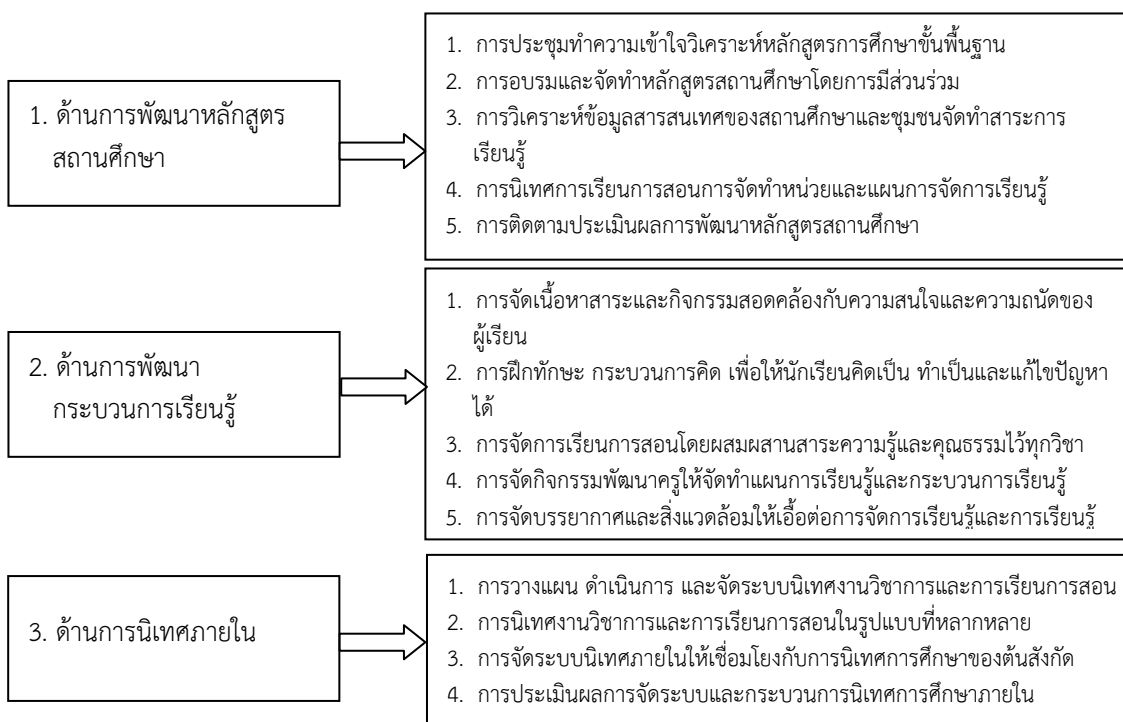 1. ด้านการพัฒนาหลักสูตร
สถานศึกษา
1. การประชุมทำความเข้าใจวิเคราะห์หลักสูตรการศึกษาขั้นพื้นฐาน
2. การอบรมและจัดทำหลักสูตรสถานศึกษาโดยการมีส่วนร่วม
3. การวิเคราะห์ข้อมูลสารสนเทศของสถานศึกษาและชุมชนจัดทำสาระการ
เรียนรู้
4. การนิเทศการเรียนการสอนการจัดทำหน่วยและแผนการจัดการเรียนรู้
5. การติดตามประเมินผลการพัฒนาหลักสูตรสถานศึกษา
2. ด้านการพัฒนา
กระบวนการเรียนรู้
1. การจัดเนื้อหาสาระและกิจกรรมสอดคล้องกับความสนใจและความถนัดของ
ผู้เรียน
2. การฝึกทักษะ กระบวนการคิด เพื่อให้นักเรียนคิดเป็น ทำเป็นและแก้ไขปัญหา
ได้
3. การจัดการเรียนการสอนโดยผสมผสานสาระความรู้และคุณธรรมไว้ทุกวิชา
4. การจัดกิจกรรมพัฒนาครูให้จัดทำแผนการเรียนรู้และกระบวนการเรียนรู้
5. การจัดบรรยากาศและสิ่งแวดล้อมให้เอื้อต่อการจัดการเรียนรู้และการเรียนรู้
3. ด้านการนิเทศภายใน
1. การวางแผน ดำเนินการ และจัดระบบนิเทศงานวิชาการและการเรียนการสอน
2. การนิเทศงานวิชาการและการเรียนการสอนในรูปแบบที่หลากหลาย
3. การจัดระบบนิเทศภายในให้เชื่อมโยงกับการนิเทศการศึกษาของต้นสังกัด
4. การประเมินผลการจัดระบบและกระบวนการนิเทศการศึกษาภายใน